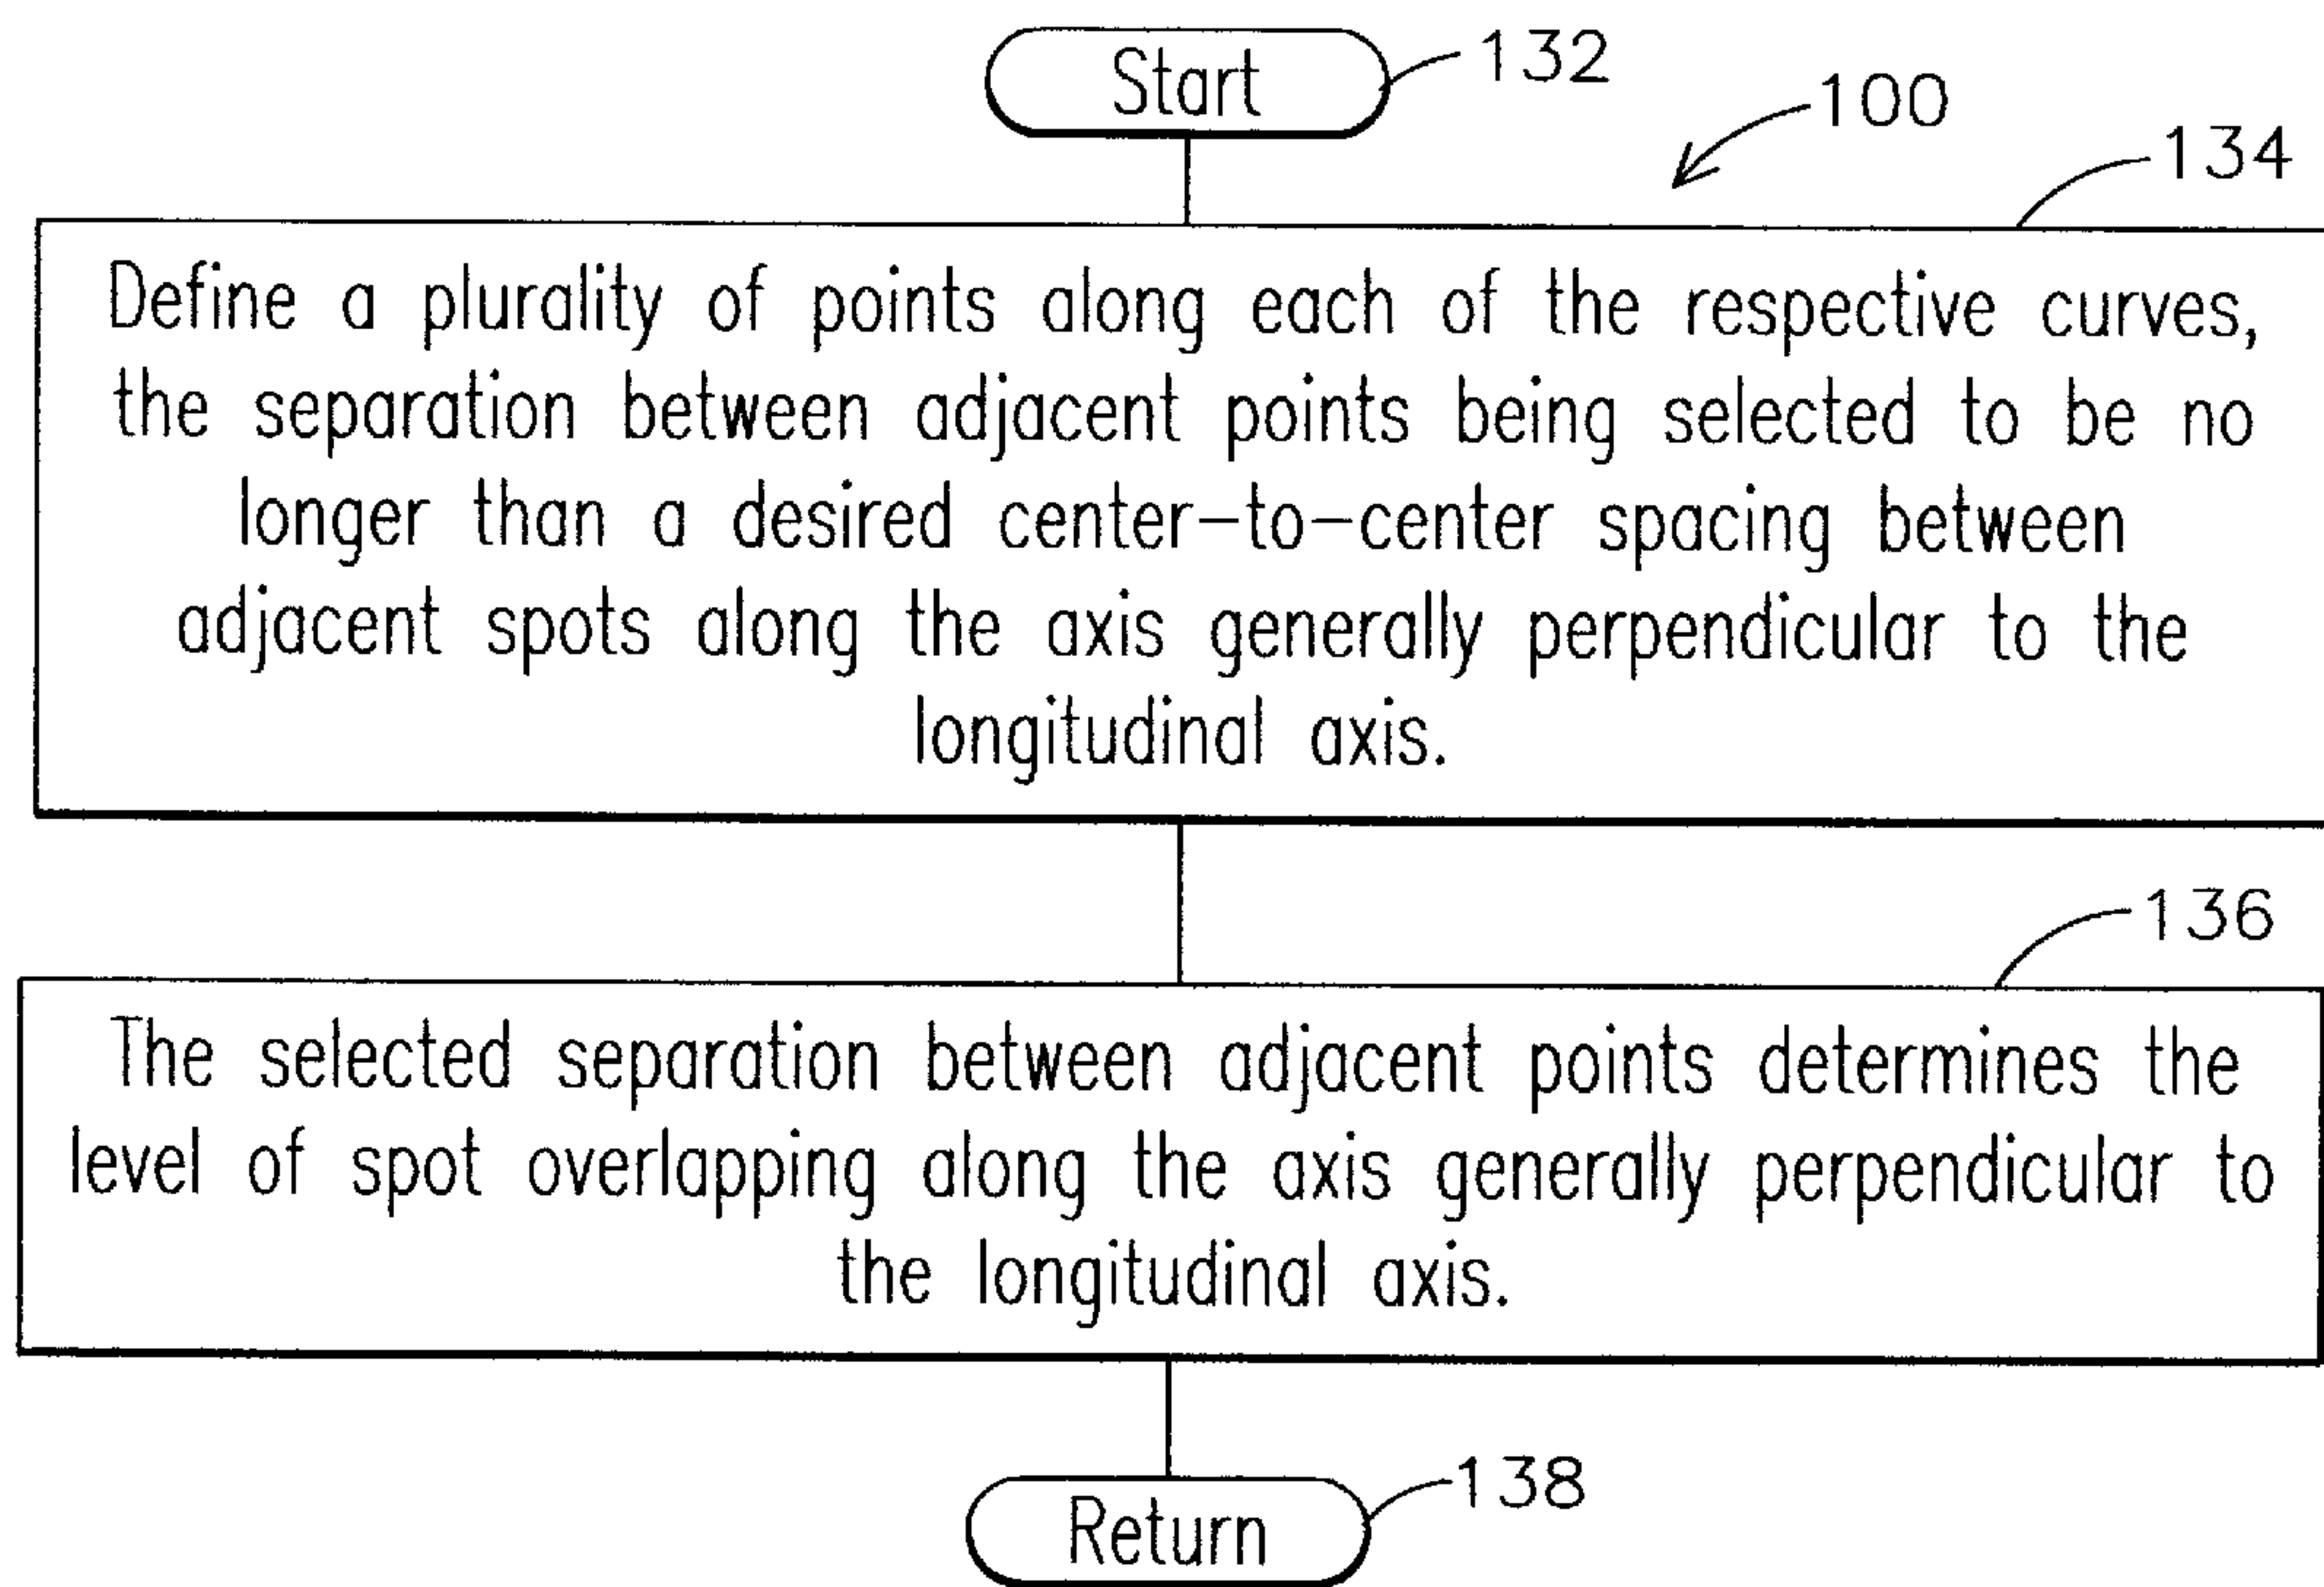 Start
132
100
134
Define a plurality of points along each of the respective curves,
the separation between adjacent points being selected to be no
longer than a desired center-to-center spacing between
adjacent spots along the axis generally perpendicular to the
longitudinal axis.
136
The selected separation between adjacent points determines the
level of spot overlapping along the axis generally perpendicular to
the longitudinal axis.
138
Return